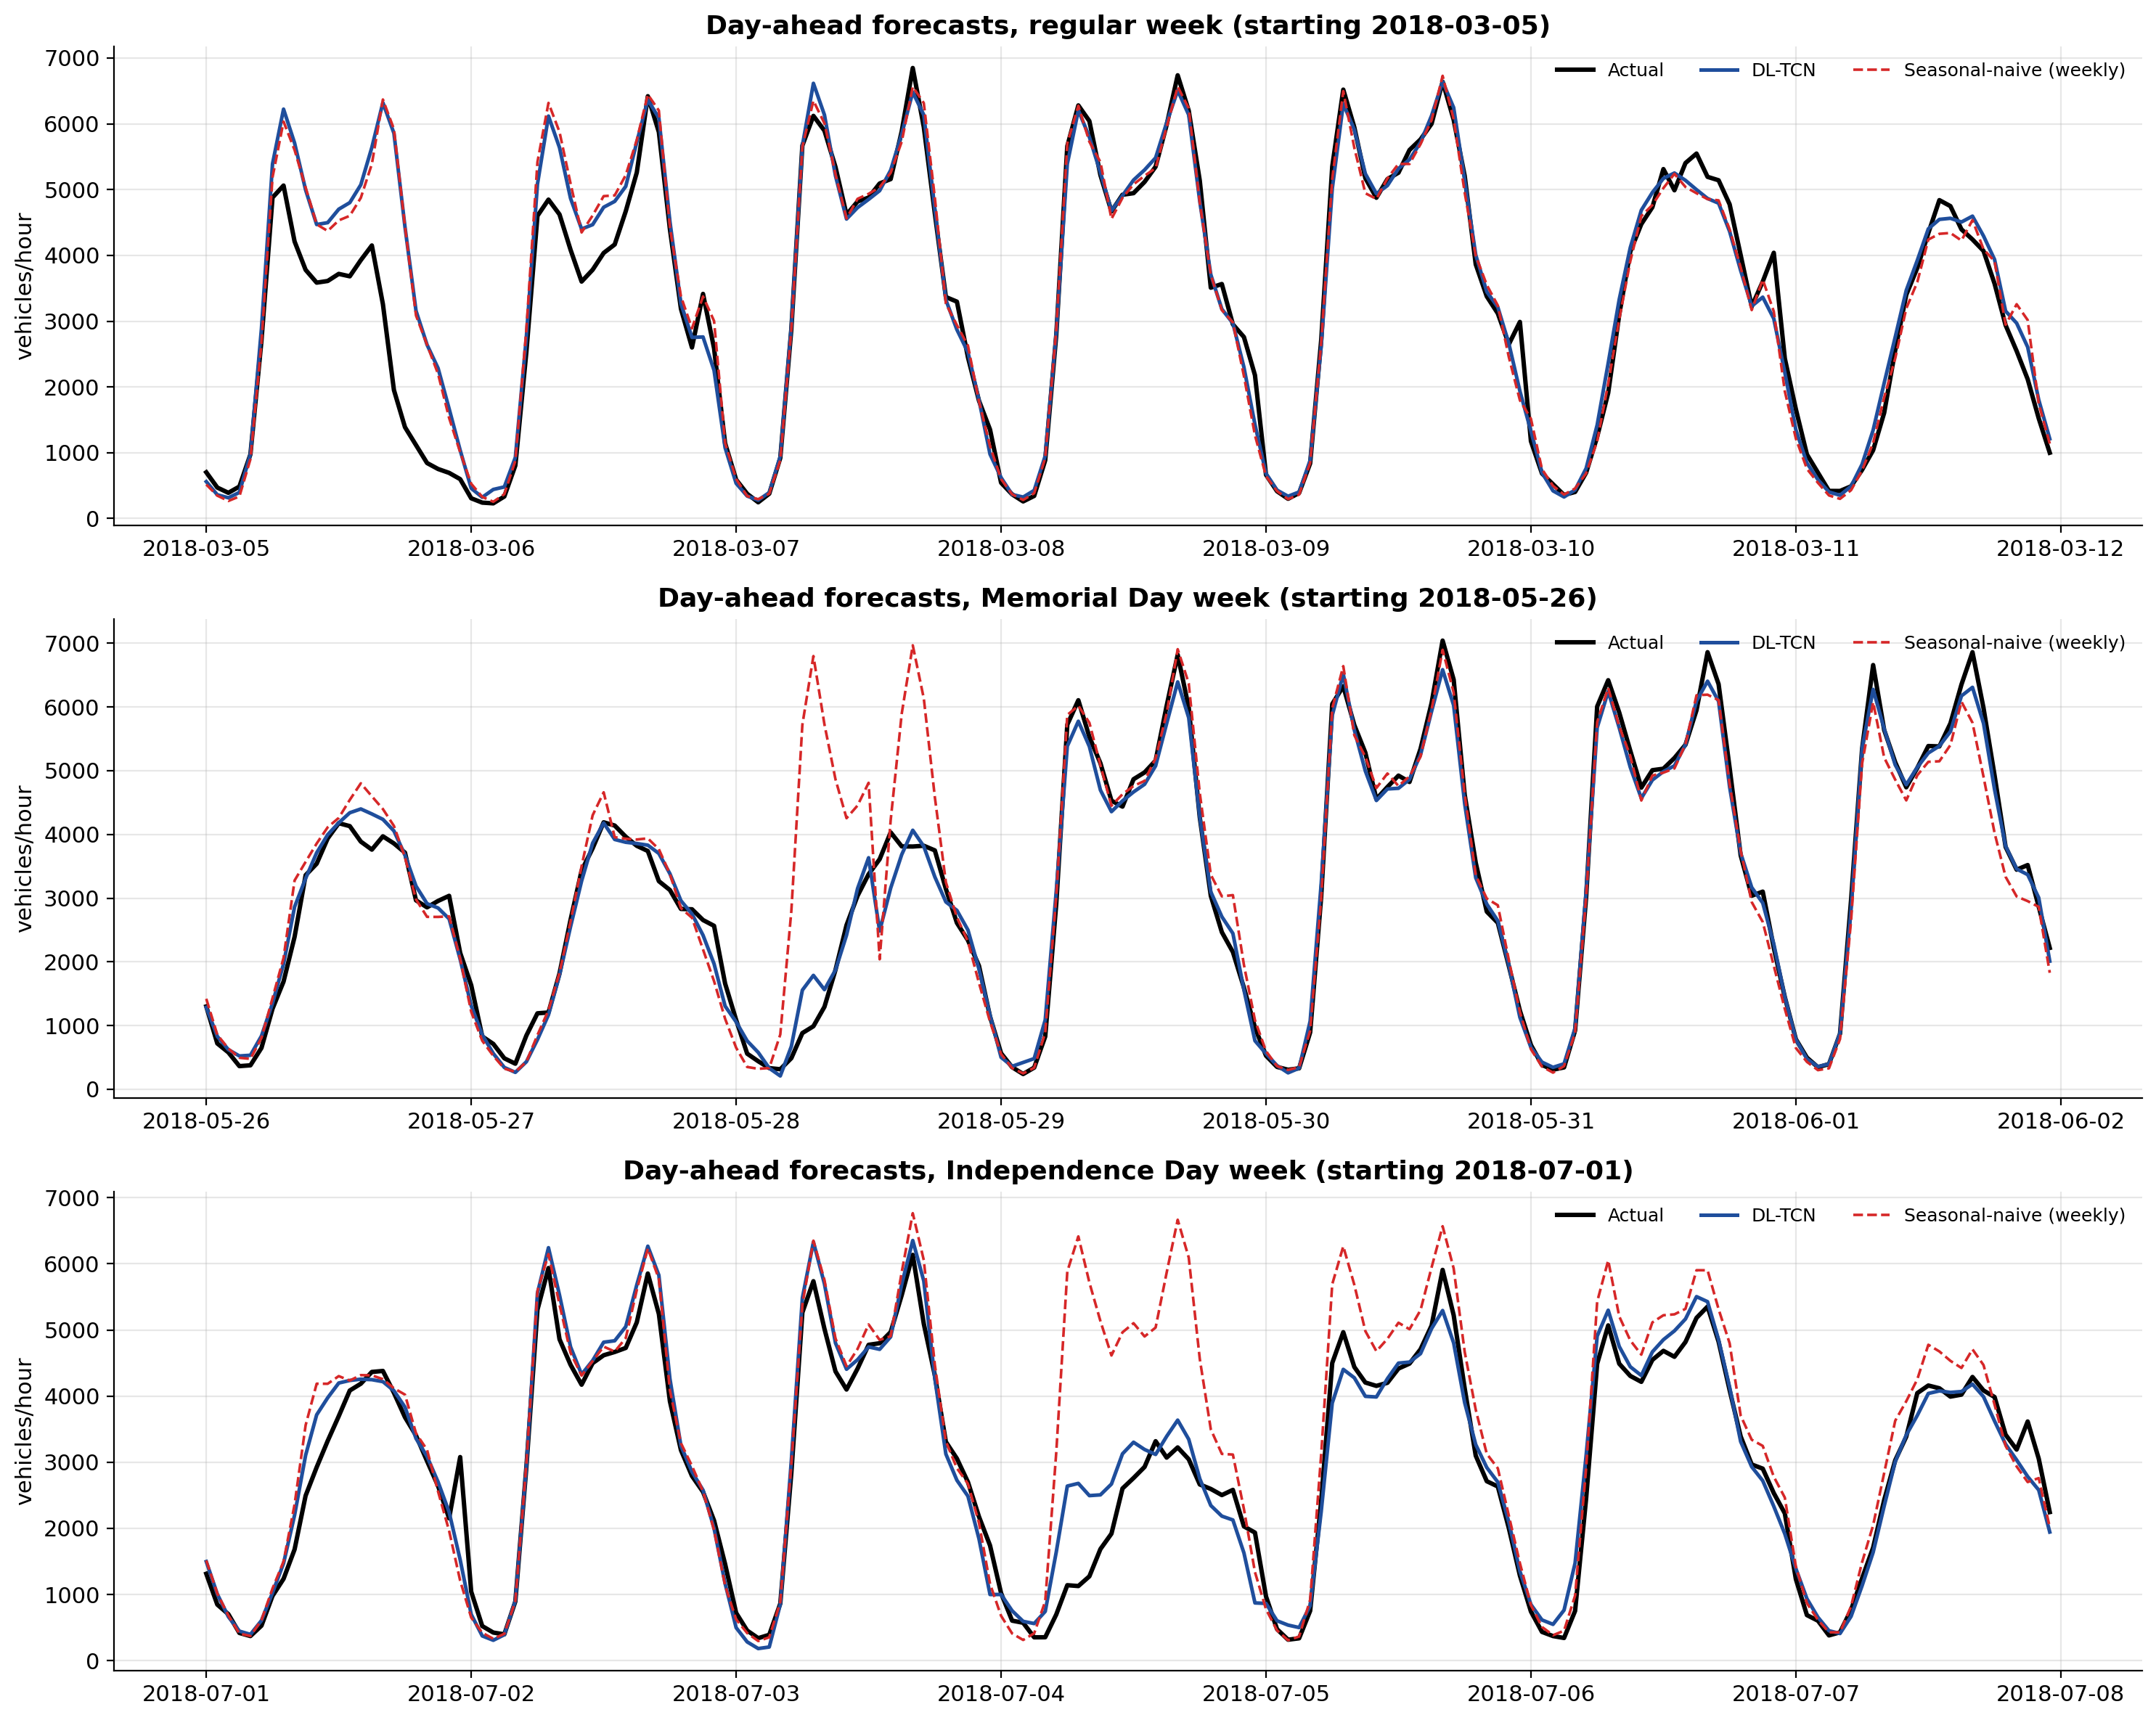 Day-ahead forecasts, regular week (starting 2018-03-05)
Actual DL-TCN Seasonal-naive (weekly)
vehicles/hour
7000
6000
5000
4000
3000
2000
1000
0
2018-03-05 2018-03-06 2018-03-07 2018-03-08 2018-03-09 2018-03-10 2018-03-11 2018-03-12
Day-ahead forecasts, Memorial Day week (starting 2018-05-26)
Actual DL-TCN Seasonal-naive (weekly)
vehicles/hour
7000
6000
5000
4000
3000
2000
1000
0
2018-05-26 2018-05-27 2018-05-28 2018-05-29 2018-05-30 2018-05-31 2018-06-01 2018-06-02
Day-ahead forecasts, Independence Day week (starting 2018-07-01)
Actual DL-TCN Seasonal-naive (weekly)
vehicles/hour
7000
6000
5000
4000
3000
2000
1000
0
2018-07-01 2018-07-02 2018-07-03 2018-07-04 2018-07-05 2018-07-06 2018-07-07 2018-07-08